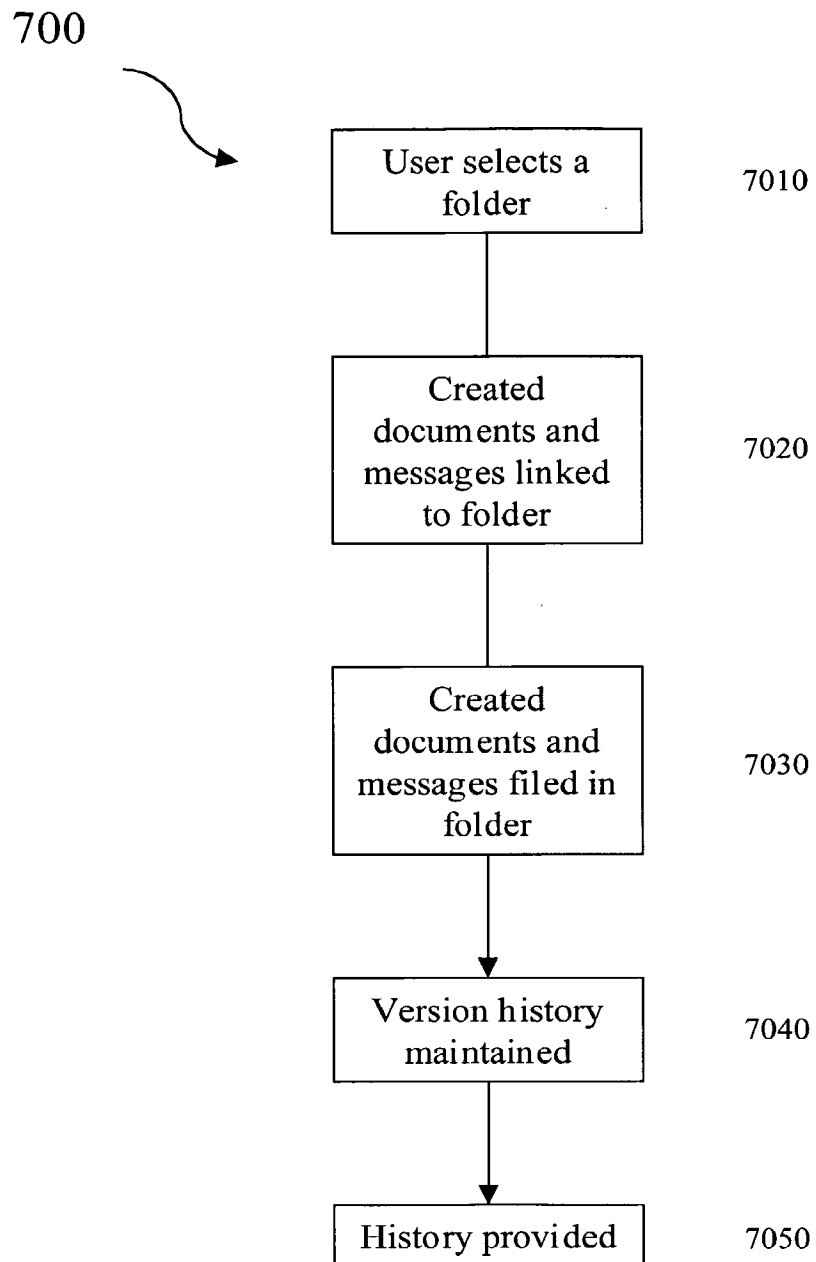 700
User selects a
folder
7010
Created
documents and
messages linked
to folder
7020
Created
documents and
messages filed in
folder
7030
Version history
maintained
7040
History provided
7050